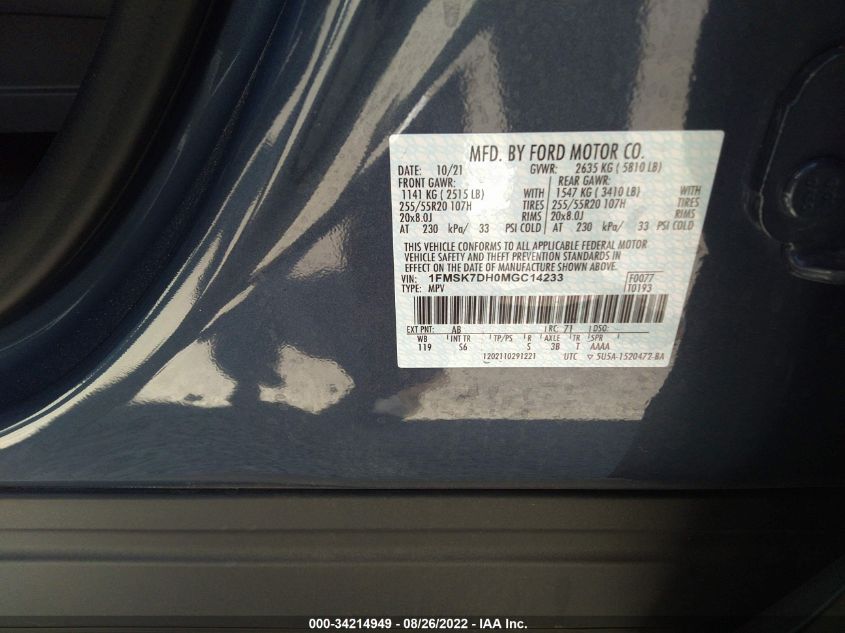 MFD. BY FORD MOTOR CO.
DATE: 10/21 GVWR: 2635 KG ( 5810 LB)
FRONT GAWR: REAR GAWR:
1141 KG ( 2515 LB) WITH 1547 KG ( 3410 LB) WITH
255/55R20 107H TIRES 255/55R20 107H TIRES
20x8.0J RIMS 20x8.0J RIMS
AT 230 kPa/ 33 PSI COLD AT 230 kPa/ 33 PSI COLD
THIS VEHICLE CONFORMS TO ALL APPLICABLE FEDERAL MOTOR
VEHICLE SAFETY AND THEFT PREVENTION STANDARDS IN
EFFECT ON THE DATE OF MANUFACTURE SHOWN ABOVE.
VIN: 1FMSK7DH0MGC14233 F0077
TYPE: MPV T0193
EXT PNT: AB RC: 71 DSO:
WB INT TR TP/PS R AXLE TR SPR
119 S6 5 3B T AAAA
1202110291221 UTC ▽ 5U5A-1520472-BA
000-34214949 - 08/26/2022 - IAA Inc.